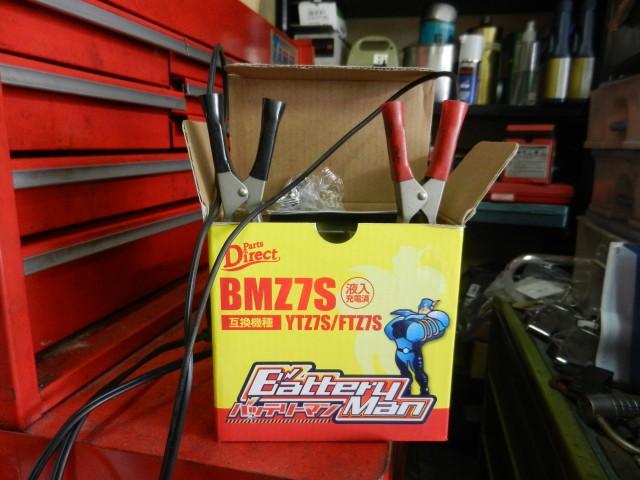 Parts
Direct
BMZ7S
液入
充電済
互換機種 YTZ7S/FTZ7S
Battery
バッテリーマン Man